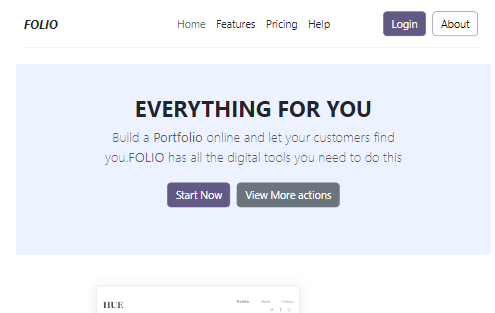 FOLIO
Home Features Pricing Help
Login About
EVERYTHING FOR YOU
Build a Portfolio online and let your customers find
you.FOLIO has all the digital tools you need to do this
Start Now View More actions
HUE